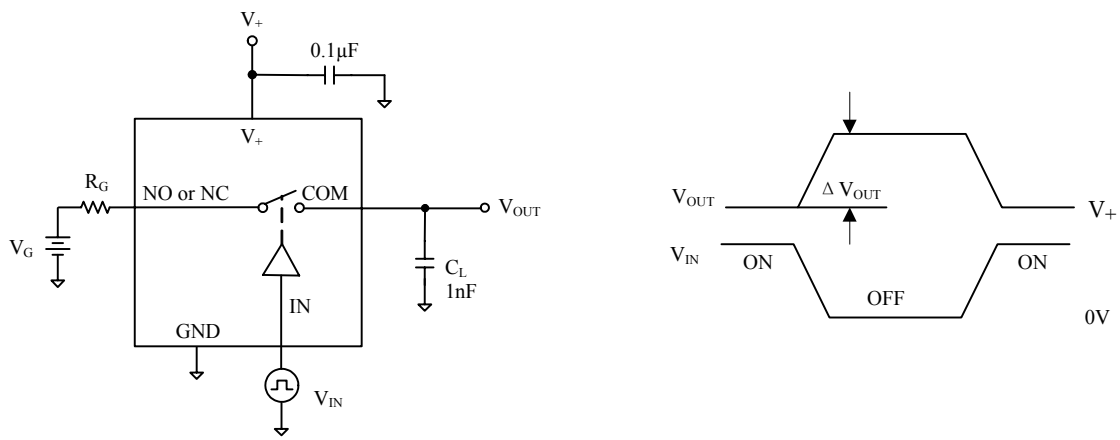 V+
0.1μF
V+
RG
NO or NC
COM
VOUT
VG
CL
1nF
IN
GND
VIN
VOUT
Δ VOUT
V+
VIN
ON
OFF
ON
0V